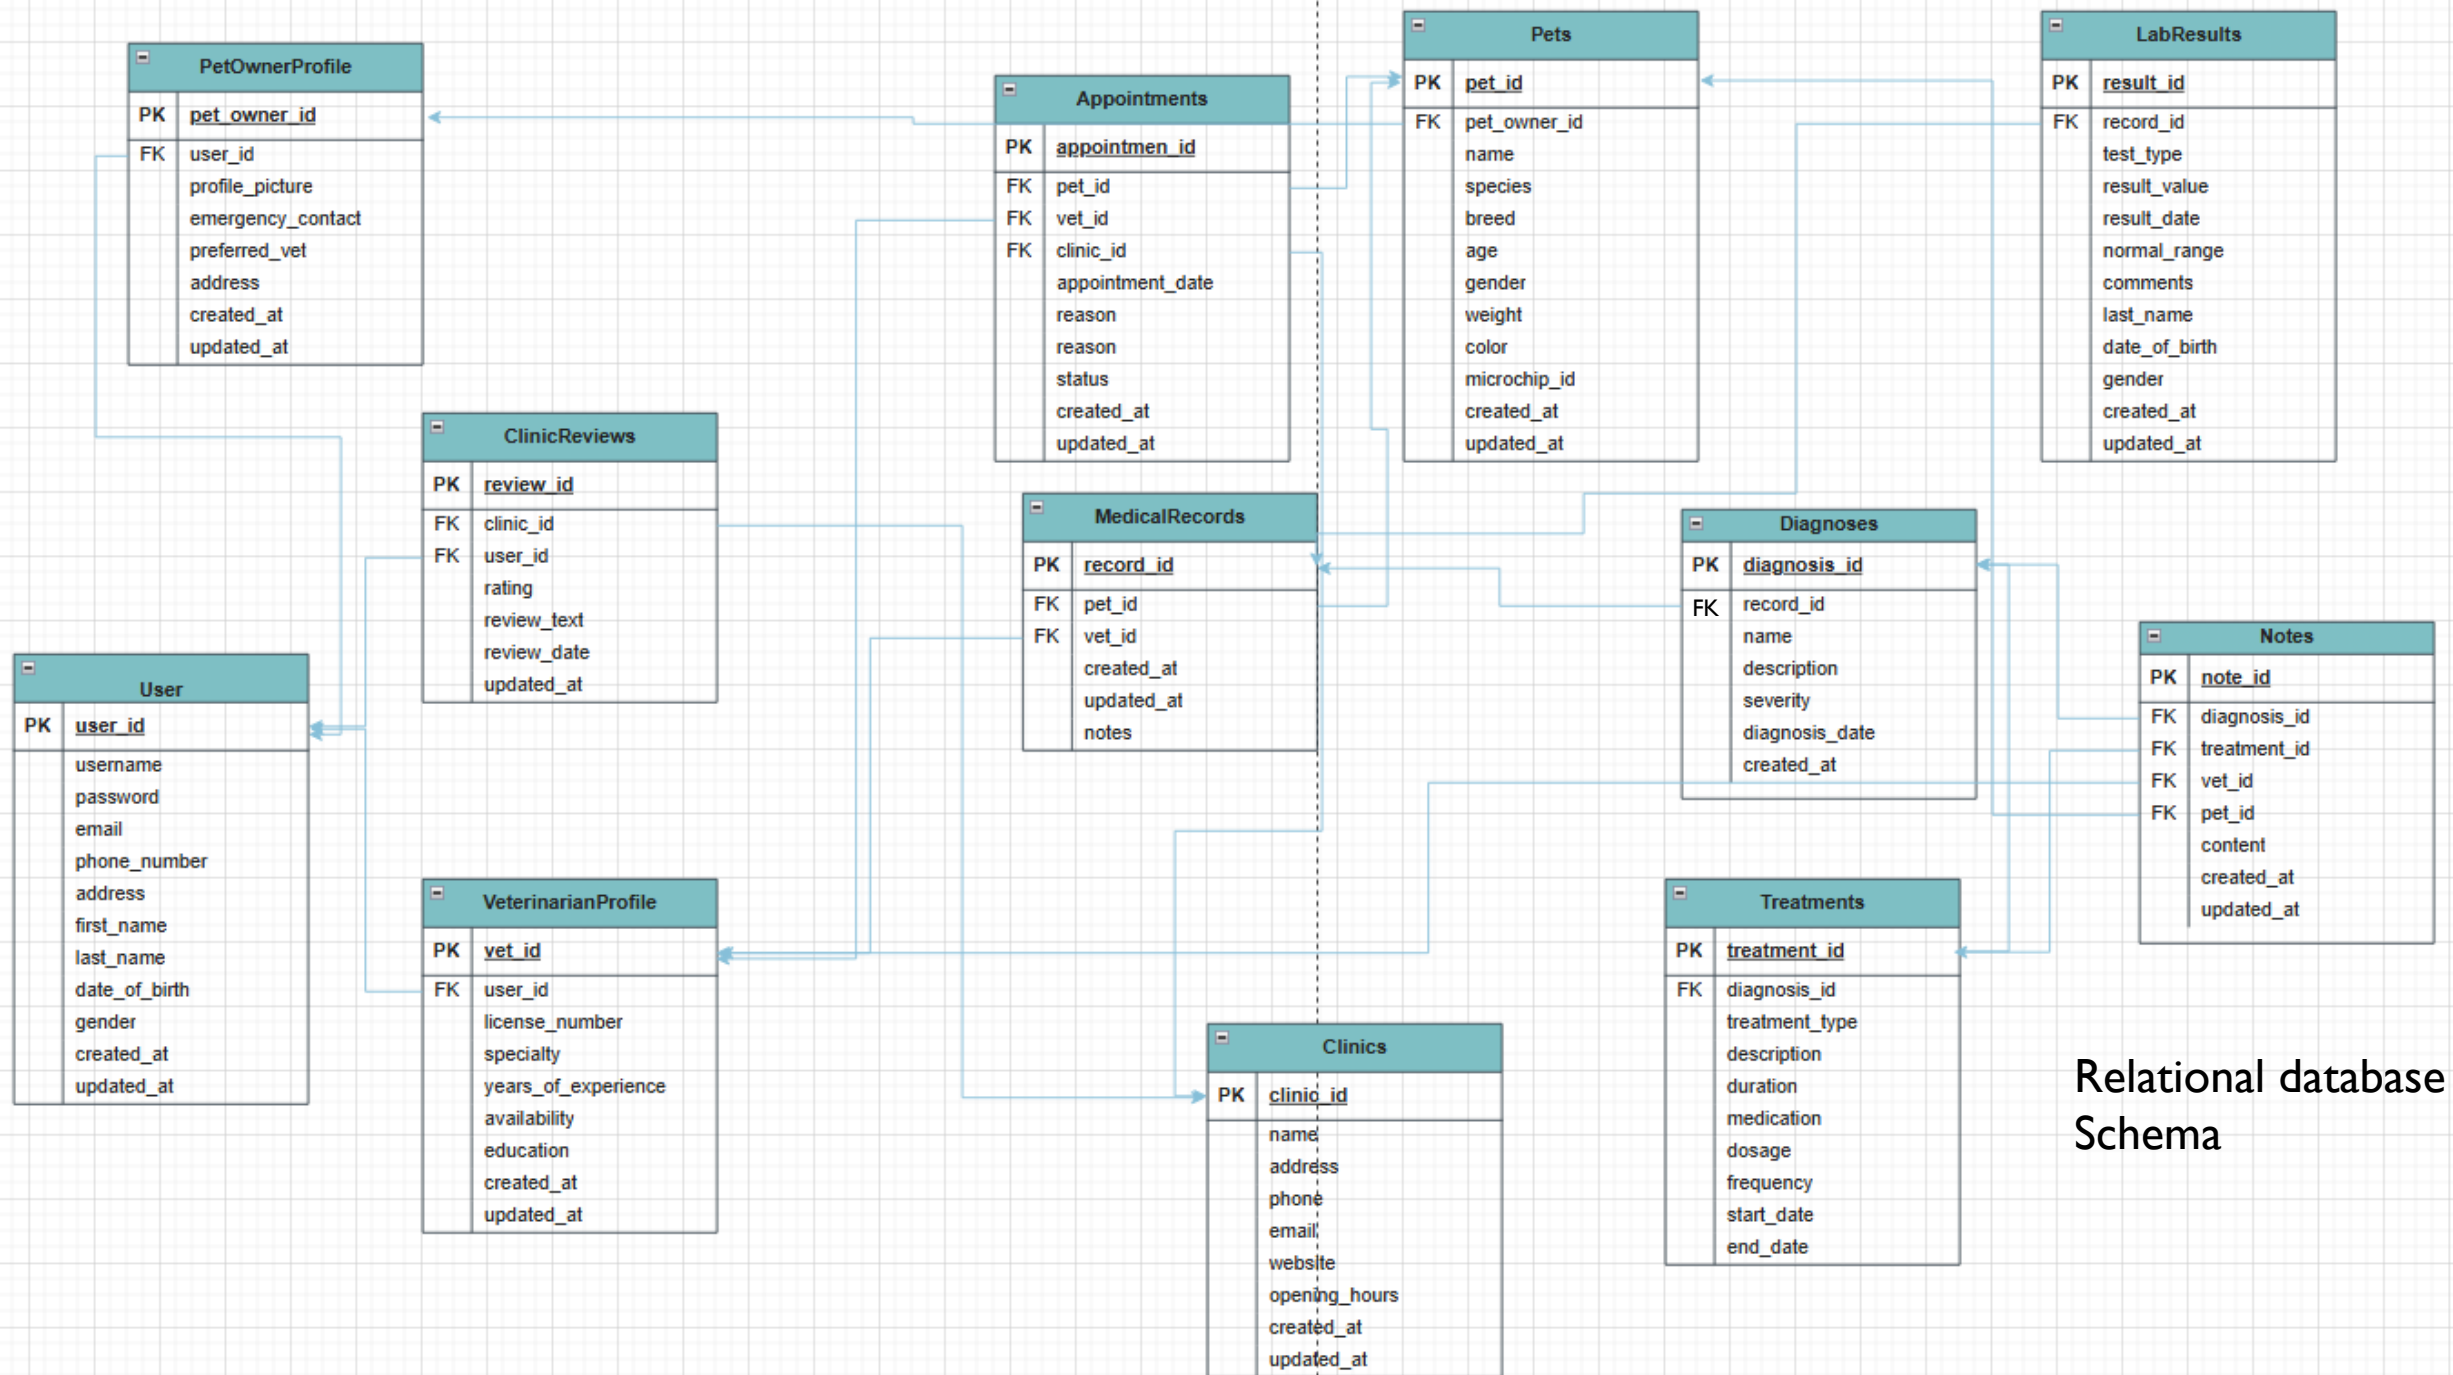 PetOwnerProfile
PK pet_owner_id
FK user_id
profile_picture
emergency_contact
preferred_vet
address
created_at
updated_at
Appointments
PK appointmen_id
FK pet_id
FK vet_id
FK clinic_id
appointment_date
reason
reason
status
created_at
updated_at
Pets
PK pet_id
FK pet_owner_id
name
species
breed
age
gender
weight
color
microchip_id
created_at
updated_at
LabResults
PK result_id
FK record_id
test_type
result_value
result_date
normal_range
comments
last_name
date_of_birth
gender
created_at
updated_at
ClinicReviews
PK review_id
FK clinic_id
FK user_id
rating
review_text
review_date
updated_at
MedicalRecords
PK record_id
FK pet_id
FK vet_id
created_at
updated_at
notes
Diagnoses
PK diagnosis_id
FK record_id
name
description
severity
diagnosis_date
created_at
Notes
PK note_id
FK diagnosis_id
FK treatment_id
FK vet_id
FK pet_id
content
created_at
updated_at
User
PK user_id
username
password
email
phone_number
address
first_name
last_name
date_of_birth
gender
created_at
updated_at
VeterinarianProfile
PK vet_id
FK user_id
license_number
specialty
years_of_experience
availability
education
created_at
updated_at
Clinics
PK clinic_id
name
address
phone
email
website
opening_hours
created_at
updated_at
Treatments
PK treatment_id
FK diagnosis_id
treatment_type
description
duration
medication
dosage
frequency
start_date
end_date
Relational database
Schema